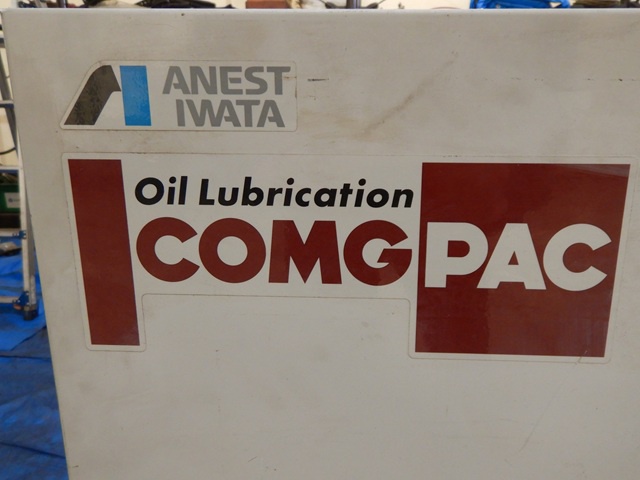 ANEST
IWATA
Oil Lubrication
COMGPAC